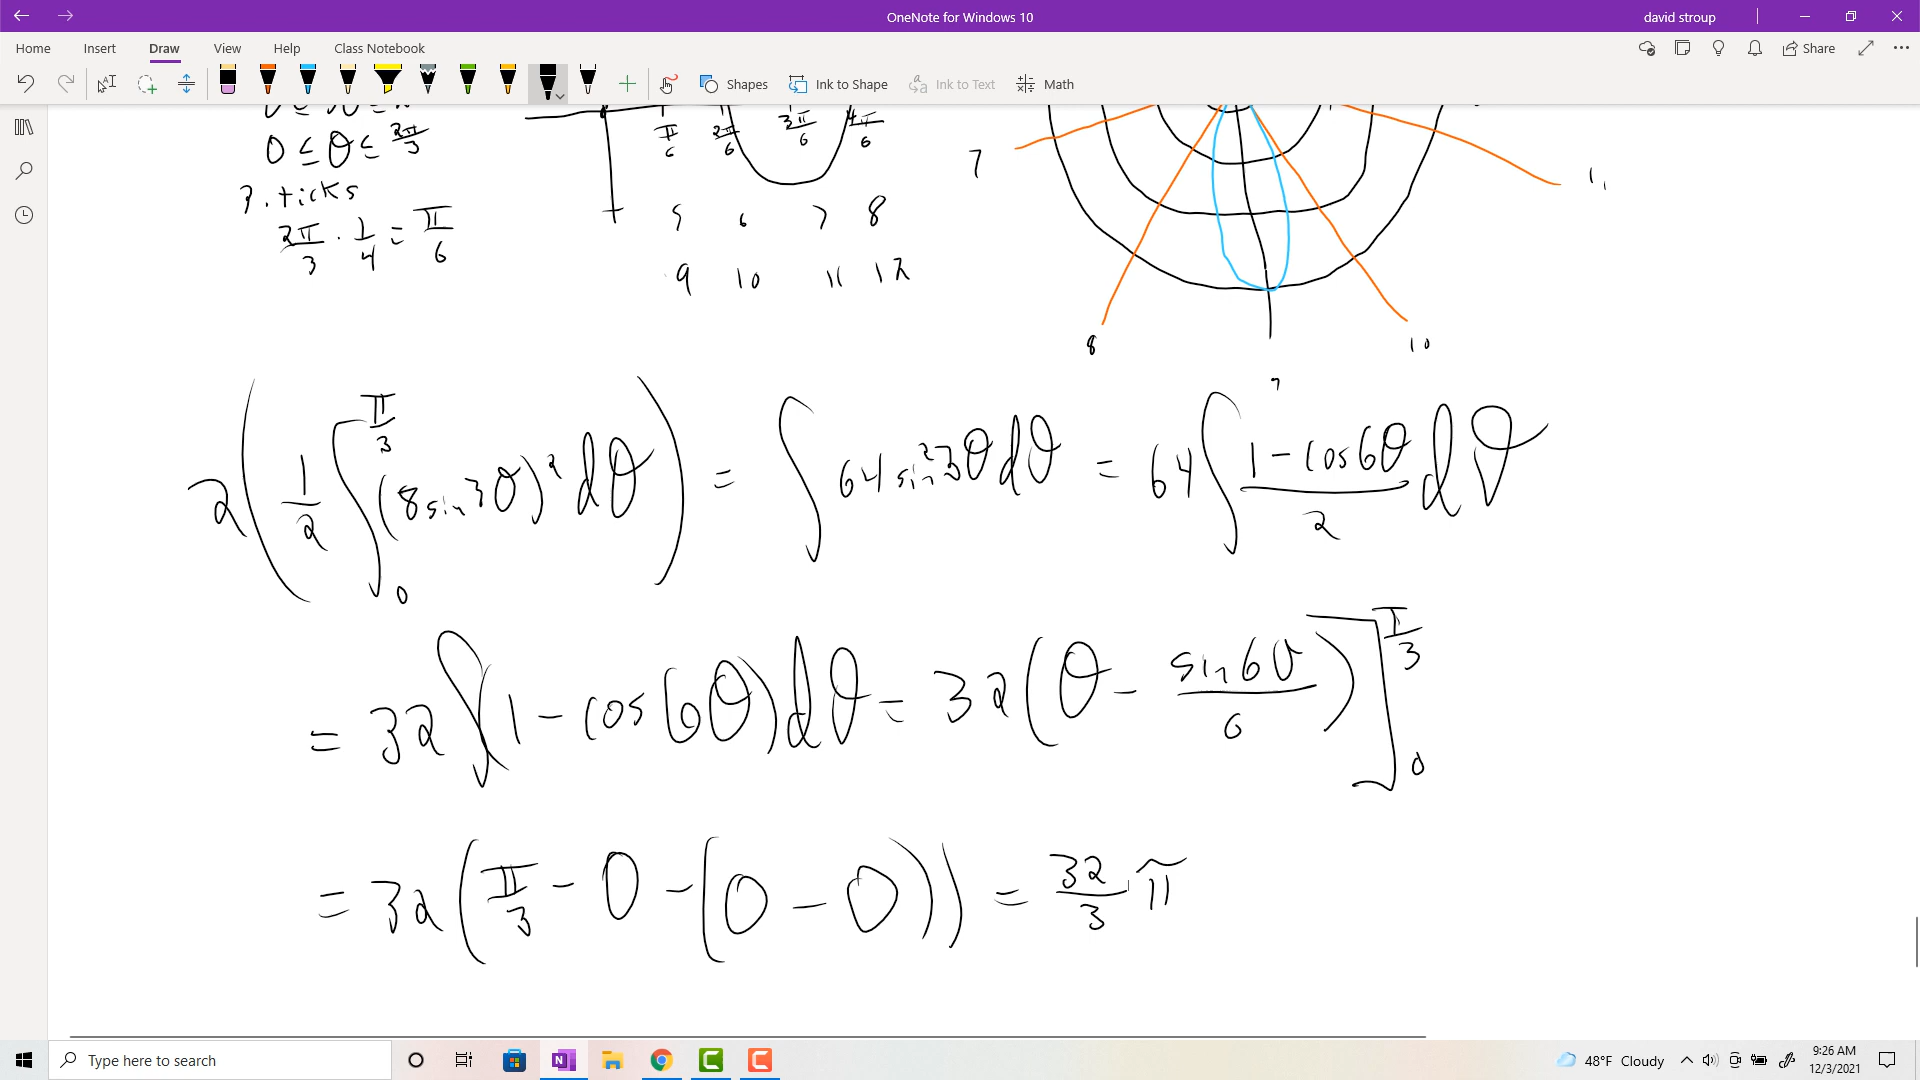 OneNote for Windows 10
david stroup
Home Insert Draw View Help Class Notebook
Share
Shapes Ink to Shape Ink to Text Math
0 ≤ θ ≤ 2π/3
3. ticks
2π/3 · 1/4 = π/6
π/6 2π/6 3π/6 4π/6
5 6 7 8
9 10 11 12
7
8
10
2(1/2 ∫_0^{π/3} (8sin3θ)² dθ) = ∫ 64 sin²3θ dθ = 64 ∫ (1 - cos6θ)/2 dθ
= 32 ∫(1 - cos6θ)dθ = 32(θ - sin6θ/6)]_0^{π/3}
= 32(π/3 - 0 - (0 - 0)) = 32/3 π
Type here to search
48°F Cloudy
9:26 AM
12/3/2021